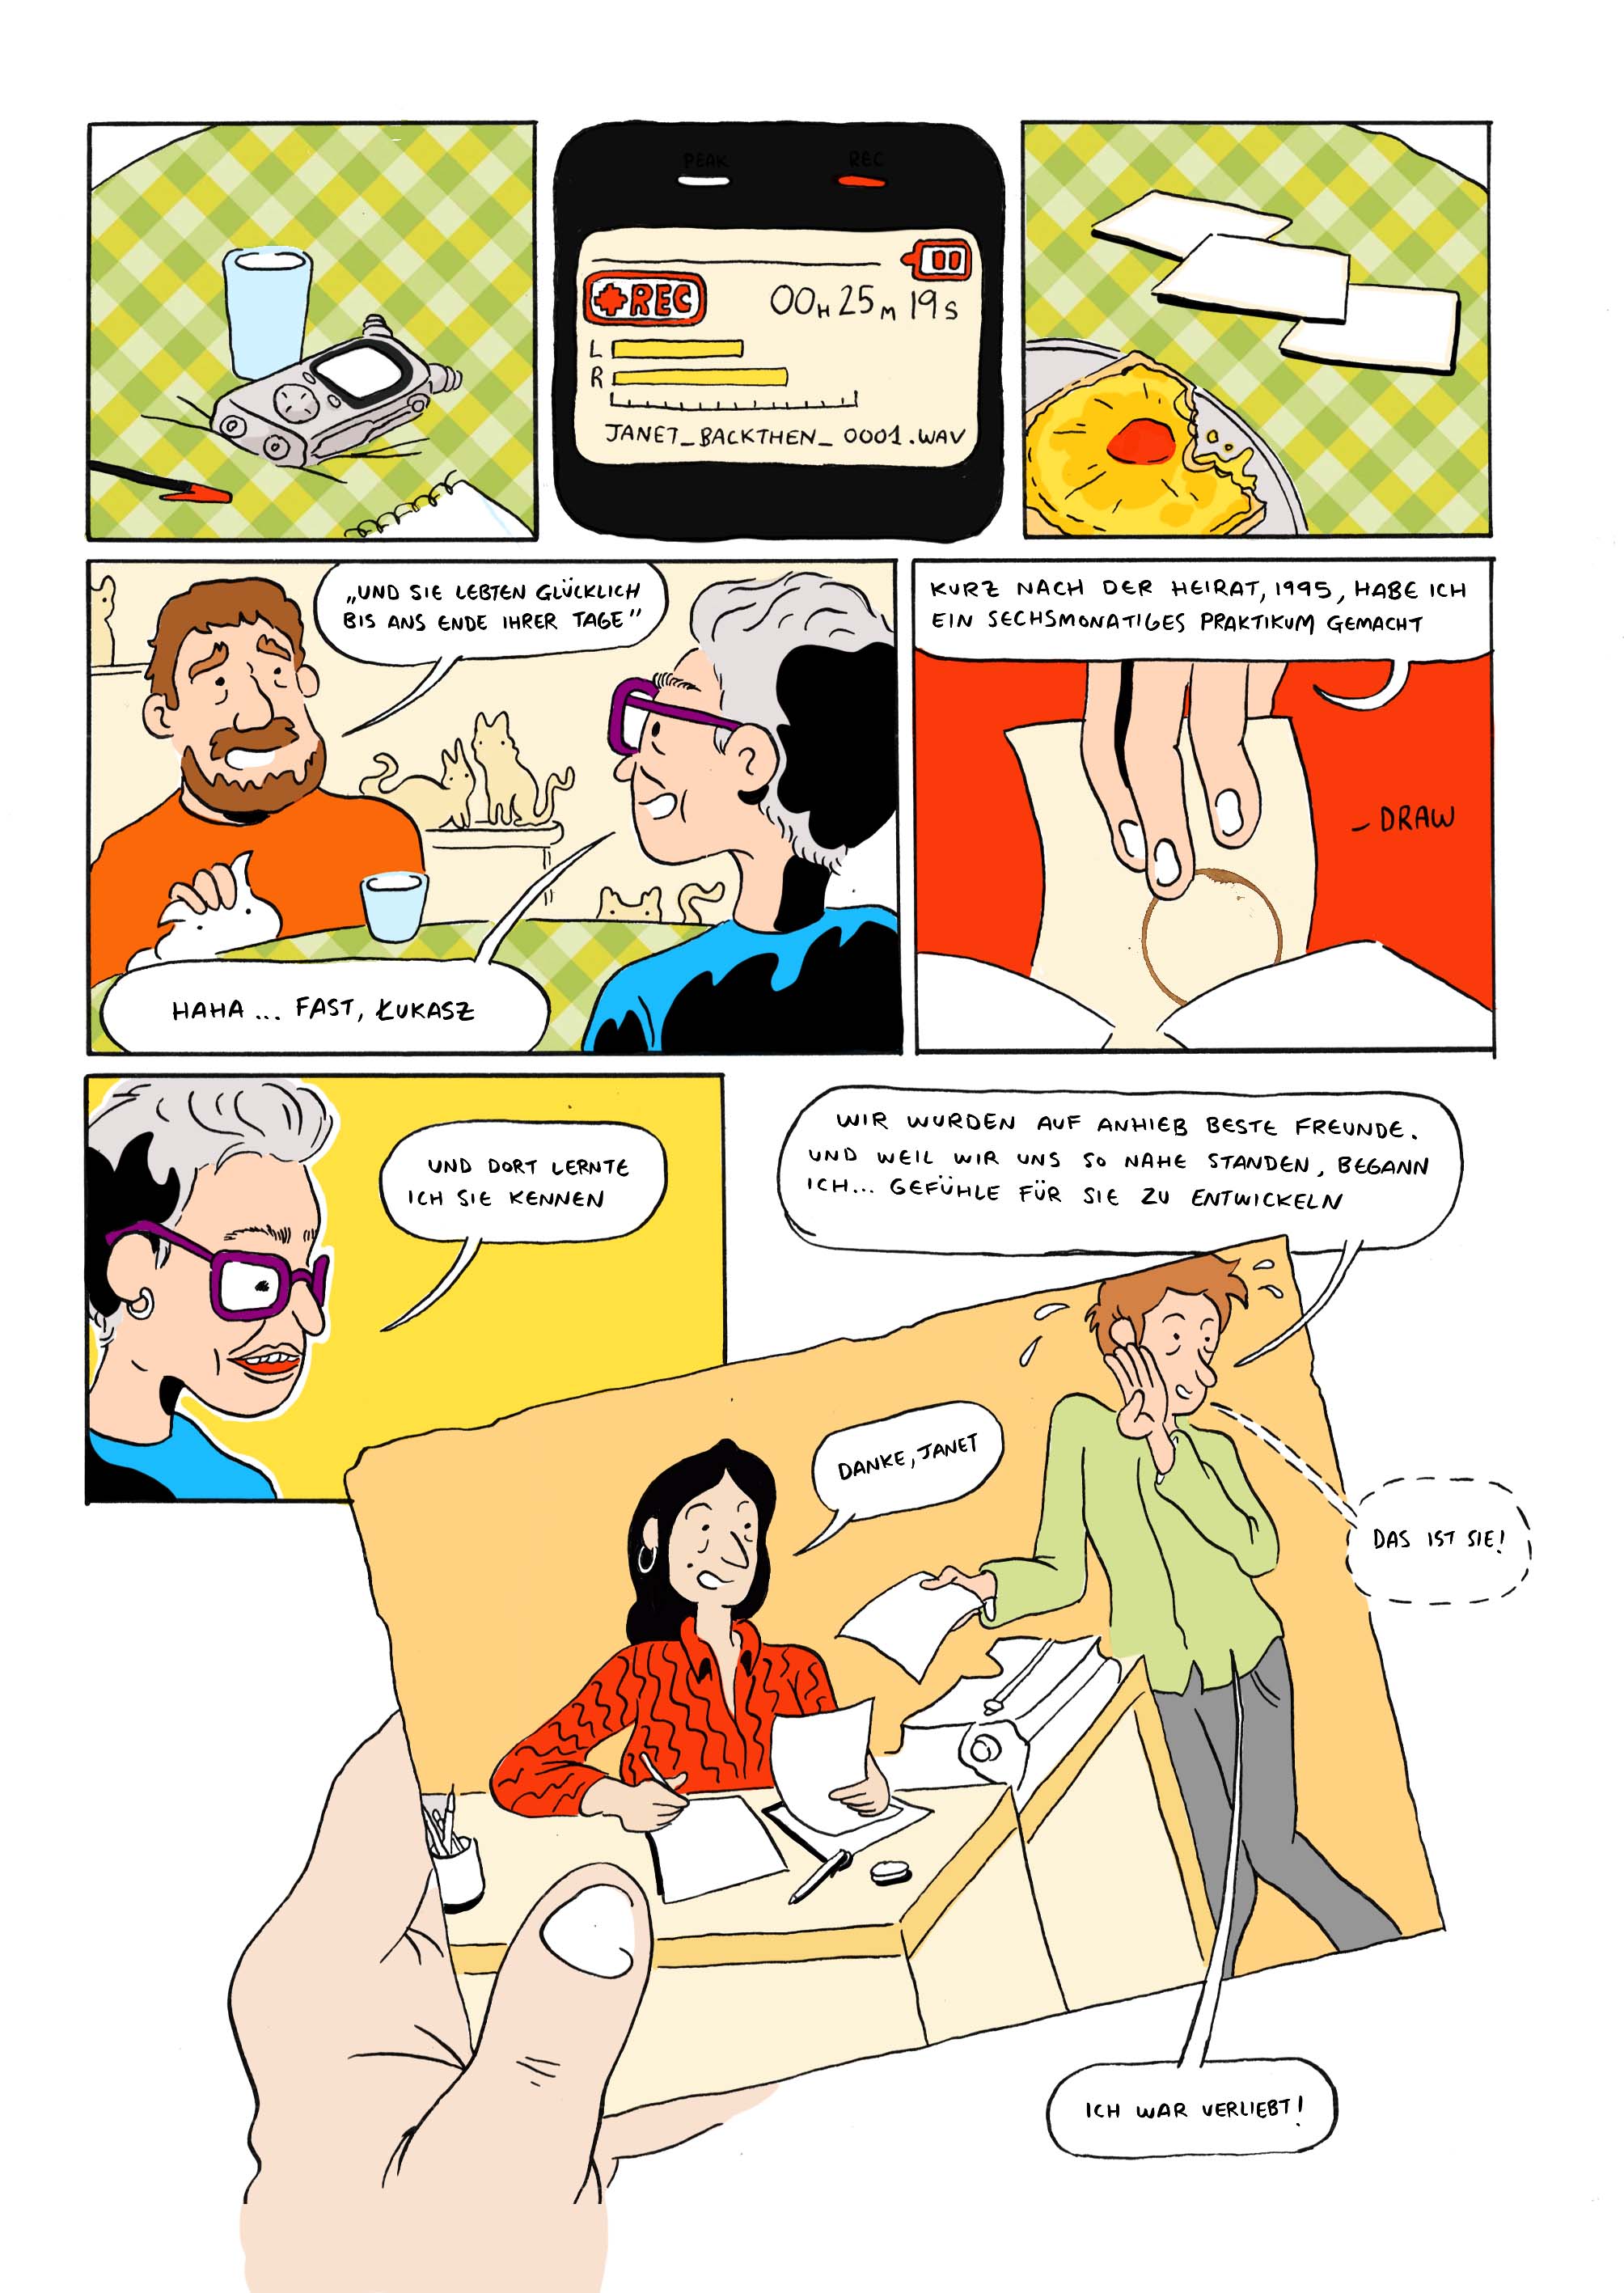 PEAK
REC
REC
00H 25M 19S
L
R
JANET_BACKTHEN_0001.WAV
„UND SIE LEBTEN GLÜCKLICH
BIS ANS ENDE IHRER TAGE"
HAHA ... FAST, ŁUKASZ
KURZ NACH DER HEIRAT, 1995, HABE ICH
EIN SECHSMONATIGES PRAKTIKUM GEMACHT
- DRAW
UND DORT LERNTE
ICH SIE KENNEN
WIR WURDEN AUF ANHIEB BESTE FREUNDE.
UND WEIL WIR UNS SO NAHE STANDEN, BEGANN
ICH... GEFÜHLE FÜR SIE ZU ENTWICKELN
DANKE, JANET
DAS IST SIE!
ICH WAR VERLIEBT!